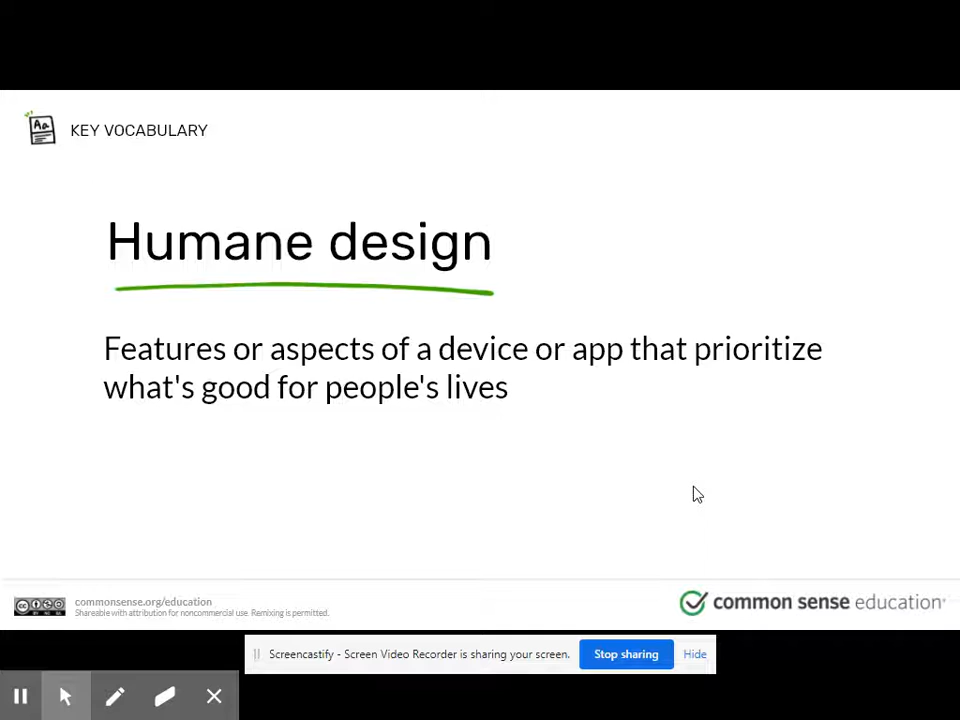 Aa
KEY VOCABULARY
Humane design
Features or aspects of a device or app that prioritize
what's good for people's lives
commonsense.org/education
Shareable with attribution for noncommercial use. Remixing is permitted.
common sense education
Screencastify - Screen Video Recorder is sharing your screen.
Stop sharing
Hide